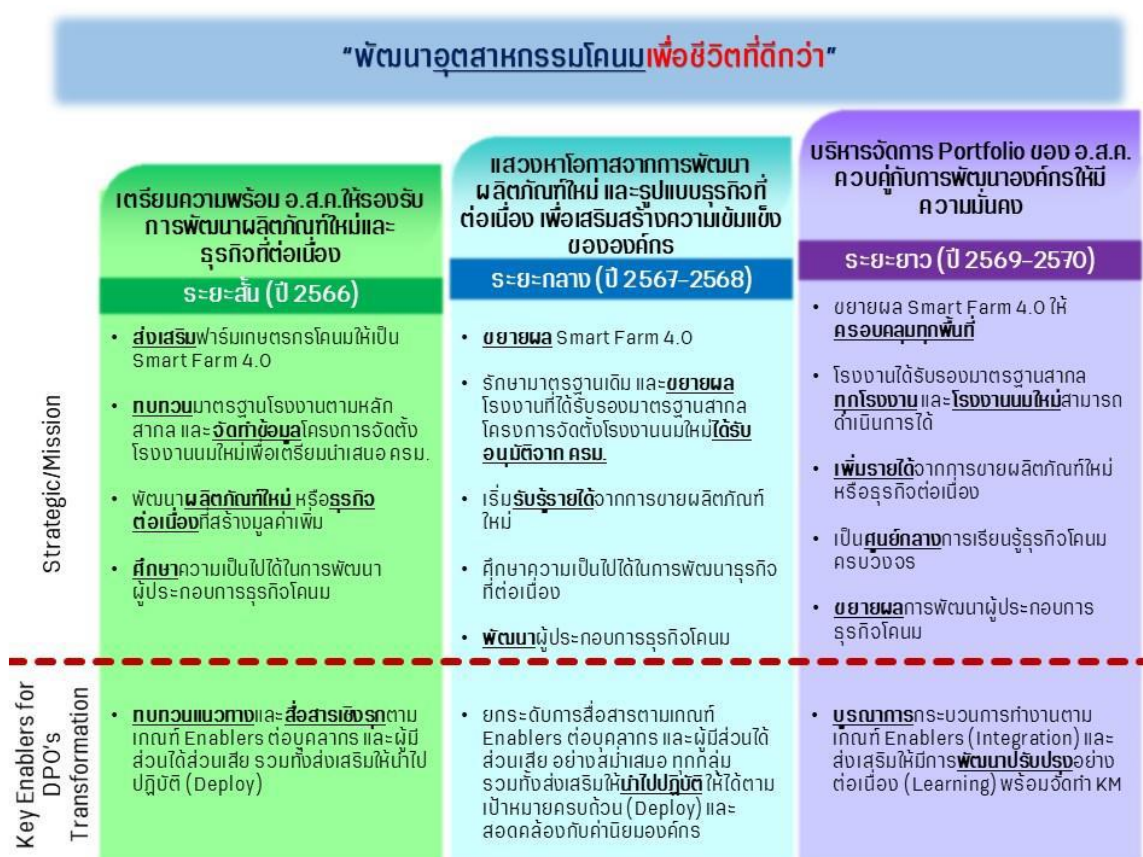 “พัฒนาอุตสาหกรรมโคนมเพื่อชีวิตที่ดีกว่า”
เตรียมความพร้อม อ.ส.ค.ให้รองรับ
การพัฒนาผลิตภัณฑ์ใหม่และ
ธุรกิจที่ต่อเนื่อง
ระยะสั้น (ปี 2566)
แสวงหาโอกาสจากการพัฒนา
ผลิตภัณฑ์ใหม่ และรูปแบบธุรกิจที่
ต่อเนื่อง เพื่อเสริมสร้างความเข้มแข็ง
ขององค์กร
ระยะกลาง (ปี 2567-2568)
บริหารจัดการ Portfolio ของ อ.ส.ค.
ควบคู่กับการพัฒนาองค์กรให้มี
ความมั่นคง
ระยะยาว (ปี 2569-2570)
Strategic/Mission
• ส่งเสริมฟาร์มเกษตรกรโคนมให้เป็น
Smart Farm 4.0
• ทบทวนมาตรฐานโรงงานตามหลัก
สากล และจัดทำข้อมูลโครงการจัดตั้ง
โรงงานนมใหม่เพื่อเตรียมนำเสนอ ครม.
• พัฒนาผลิตภัณฑ์ใหม่ หรือธุรกิจ
ต่อเนื่องที่สร้างมูลค่าเพิ่ม
• ศึกษาความเป็นไปได้ในการพัฒนา
ผู้ประกอบการธุรกิจโคนม
• ขยายผล Smart Farm 4.0
• รักษามาตรฐานเดิม และขยายผล
โรงงานที่ได้รับรองมาตรฐานสากล
โครงการจัดตั้งโรงงานนมใหม่ได้รับ
อนุมัติจาก ครม.
• เริ่มรับรู้รายได้จากการขายผลิตภัณฑ์
ใหม่
• ศึกษาความเป็นไปได้ในการพัฒนาธุรกิจ
ที่ต่อเนื่อง
• พัฒนาผู้ประกอบการธุรกิจโคนม
• ขยายผล Smart Farm 4.0 ให้
ครอบคลุมทุกพื้นที่
• โรงงานได้รับรองมาตรฐานสากล
ทุกโรงงาน และโรงงานนมใหม่สามารถ
ดำเนินการได้
• เพิ่มรายได้จากการขายผลิตภัณฑ์ใหม่
หรือธุรกิจต่อเนื่อง
• เป็นศูนย์กลางการเรียนรู้ธุรกิจโคนม
ครบวงจร
• ขยายผลการพัฒนาผู้ประกอบการ
ธุรกิจโคนม
Key Enablers for
DPO's
Transformation
• ทบทวนแนวทางและสื่อสารเชิงรุกตาม
เกณฑ์ Enablers ต่อบุคลากร และผู้มี
ส่วนได้ส่วนเสีย รวมทั้งส่งเสริมให้นำไป
ปฏิบัติ (Deploy)
• ยกระดับการสื่อสารตามเกณฑ์
Enablers ต่อบุคลากร และผู้มีส่วนได้
ส่วนเสีย อย่างสม่ำเสมอ ทุกกลุ่ม
รวมทั้งส่งเสริมให้นำไปปฏิบัติ ให้ได้ตาม
เป้าหมายครบถ้วน (Deploy) และ
สอดคล้องกับค่านิยมองค์กร
• บูรณาการกระบวนการทำงานตาม
เกณฑ์ Enablers (Integration) และ
ส่งเสริมให้มีการพัฒนาปรับปรุงอย่าง
ต่อเนื่อง (Learning) พร้อมจัดทำ KM